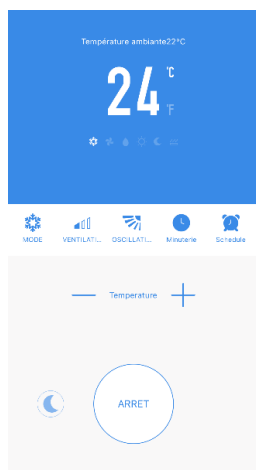 Température ambiante22°C
24 °C
°F
MODE VENTILATI... OSCILLATI... Minuterie Schedule
— Temperature +
ARRET